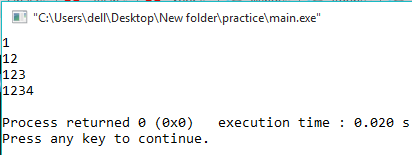 "C:\Users\dell\Desktop\New folder\practice\main.exe"
1
12
123
1234
Process returned 0 (0x0)   execution time : 0.020 s
Press any key to continue.